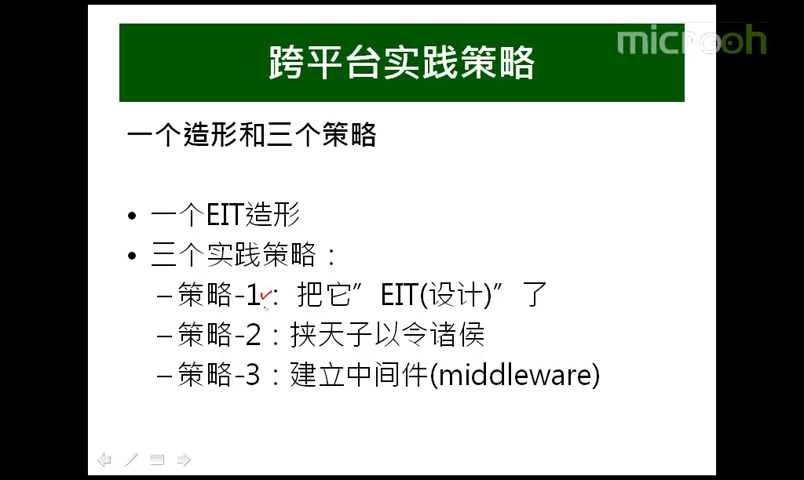 microoh
跨平台实践策略
一个造形和三个策略
• 一个EIT造形
• 三个实践策略：
–策略-1：把它”EIT(设计)”了
–策略-2：挟天子以令诸侯
–策略-3：建立中间件(middleware)